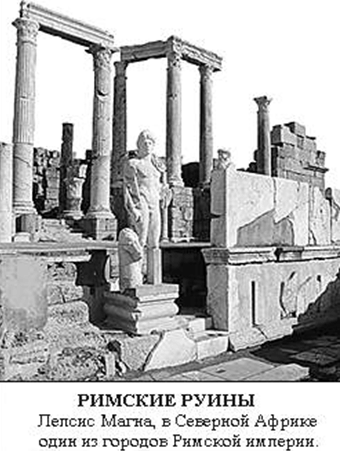 РИМСКИЕ РУИНЫ
Лепсис Магна, в Северной Африке
один из городов Римской империи.